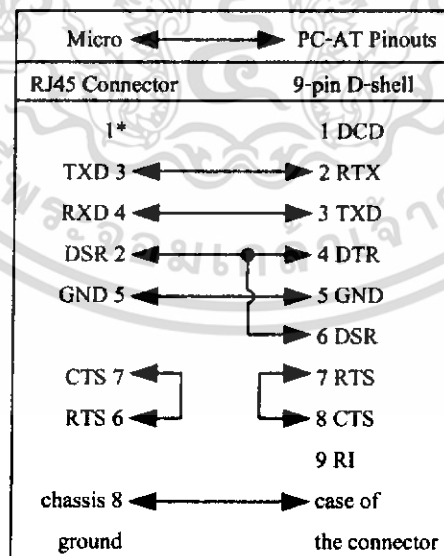 Micro PC-AT Pinouts
RJ45 Connector 9-pin D-shell
1* 1 DCD
TXD 3 2 RTX
RXD 4 3 TXD
DSR 2 4 DTR
GND 5 5 GND
6 DSR
CTS 7 7 RTS
RTS 6 8 CTS
9 RI
chassis 8 case of
ground the connector